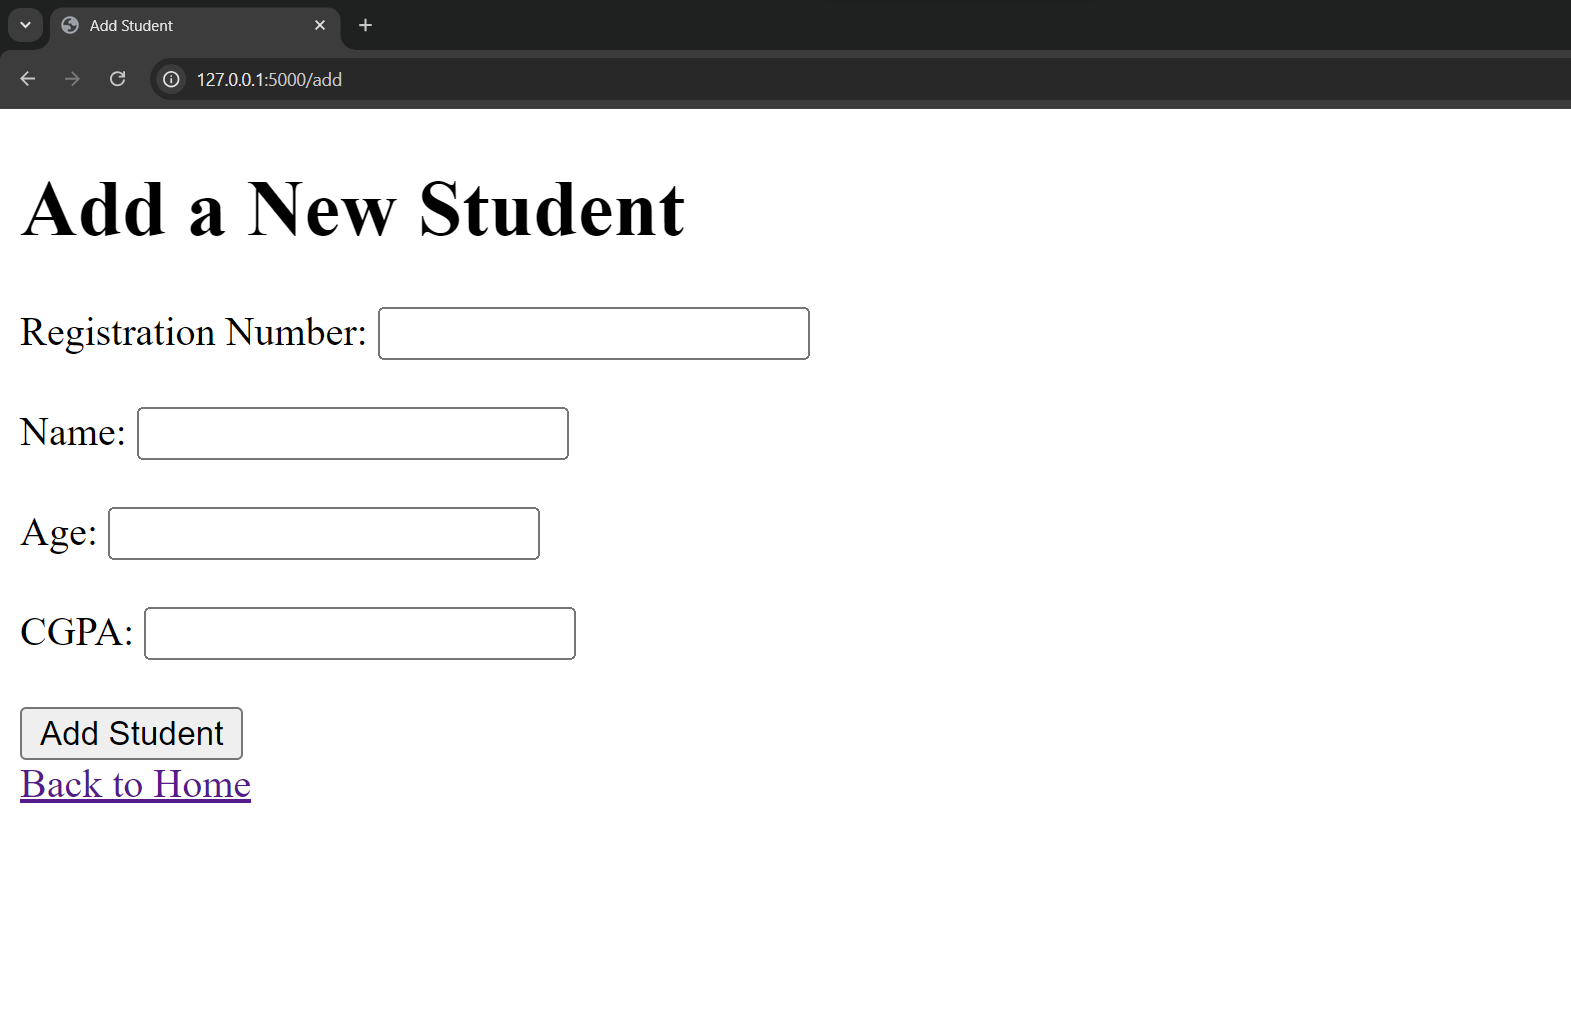 Add Student
127.0.0.1:5000/add
Add a New Student
Registration Number:
Name:
Age:
CGPA:
Add Student
Back to Home